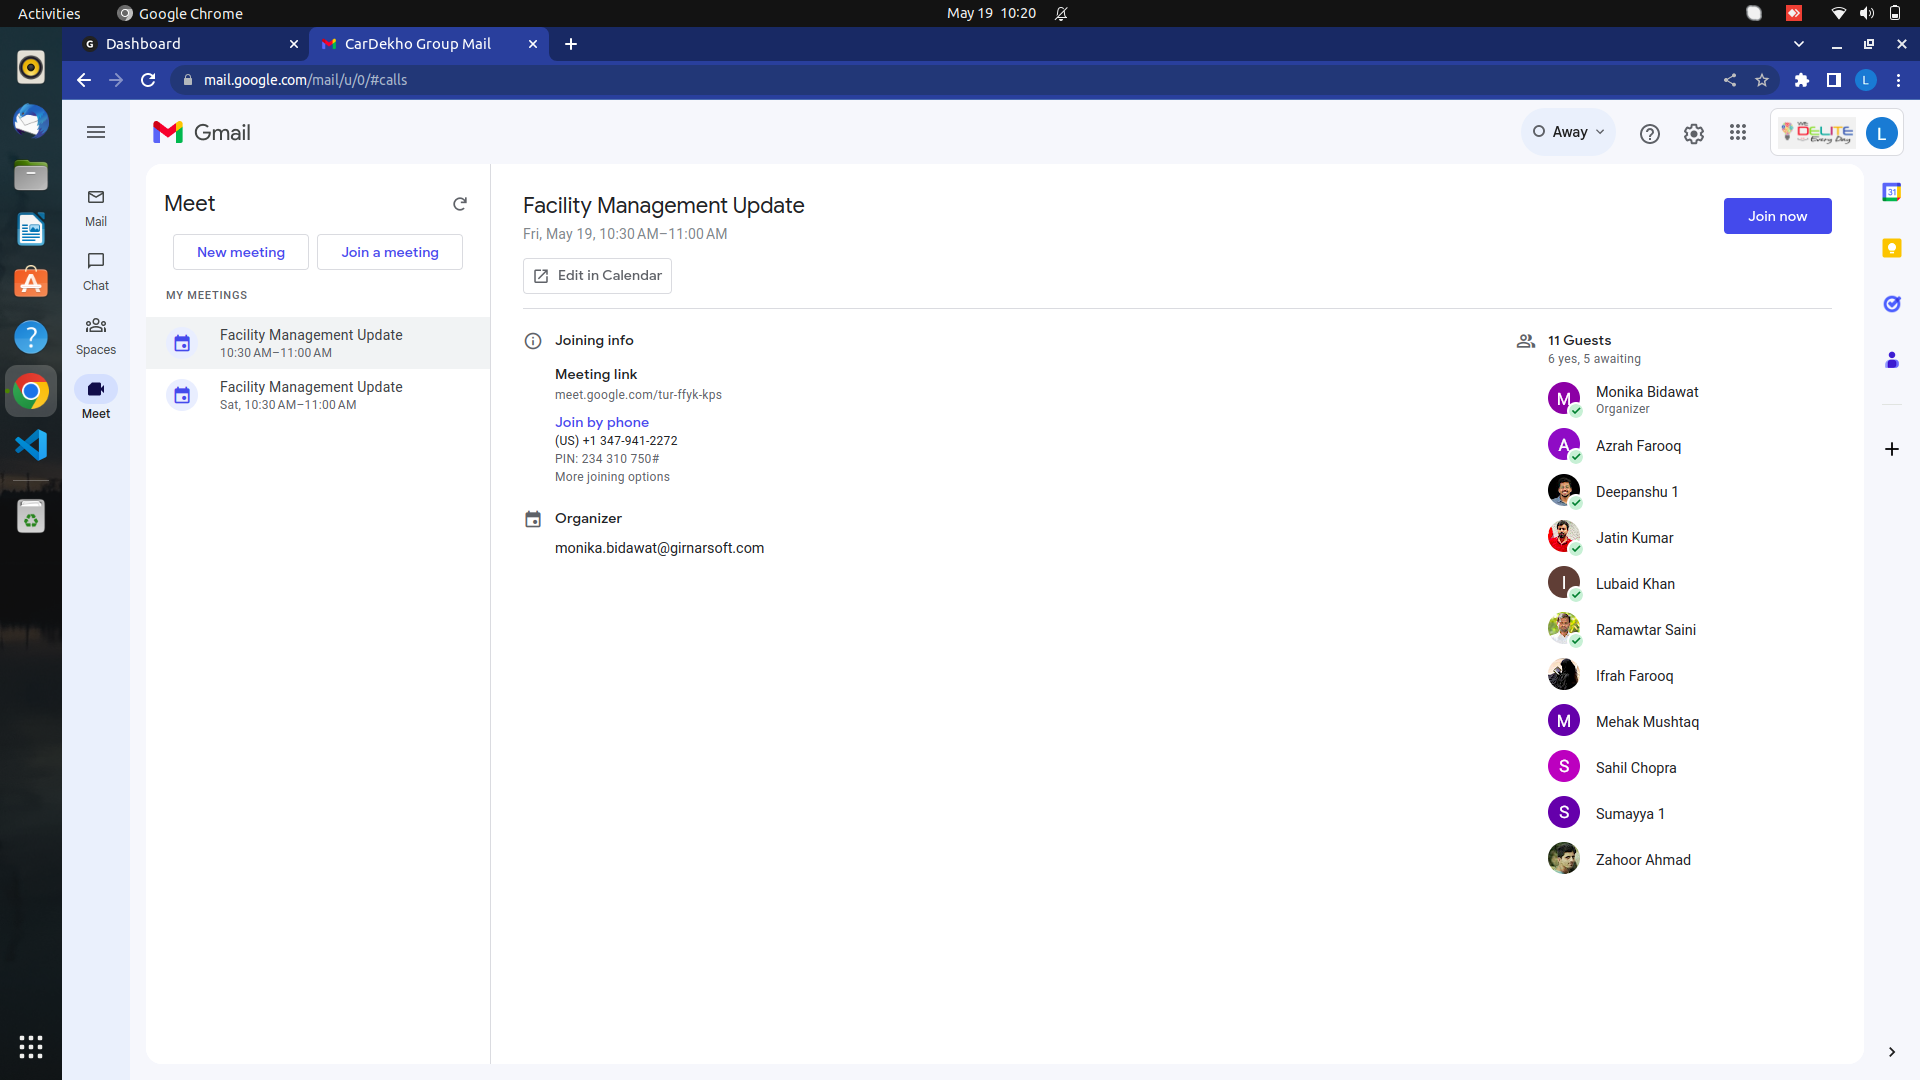 Activities
Google Chrome
May 19 10:20
Dashboard
CarDekho Group Mail
mail.google.com/mail/u/0/#calls
L
Gmail
Away
We
DELITE
Every Day
L
Mail
Chat
Spaces
Meet
Meet
New meeting
Join a meeting
MY MEETINGS
Facility Management Update
10:30 AM–11:00 AM
Facility Management Update
Sat, 10:30 AM–11:00 AM
Facility Management Update
Fri, May 19, 10:30 AM–11:00 AM
Join now
Edit in Calendar
Joining info
Meeting link
meet.google.com/tur-ffyk-kps
Join by phone
(US) +1 347-941-2272
PIN: 234 310 750#
More joining options
Organizer
monika.bidawat@girnarsoft.com
11 Guests
6 yes, 5 awaiting
M
Monika Bidawat
Organizer
A
Azrah Farooq
Deepanshu 1
Jatin Kumar
I
Lubaid Khan
Ramawtar Saini
Ifrah Farooq
M
Mehak Mushtaq
S
Sahil Chopra
S
Sumayya 1
Zahoor Ahmad
31